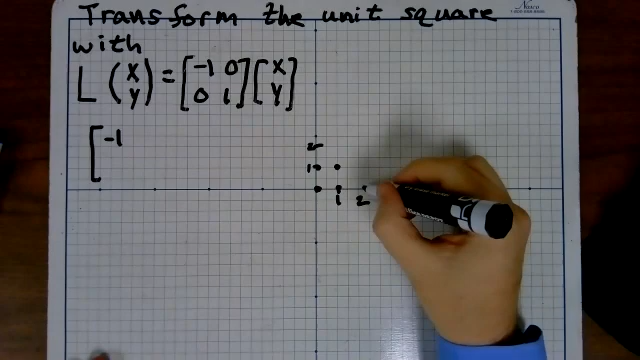 Transform the unit square
with
L (x y) = [-1 0 0 1] [x y]
[-1
2
1
1 2